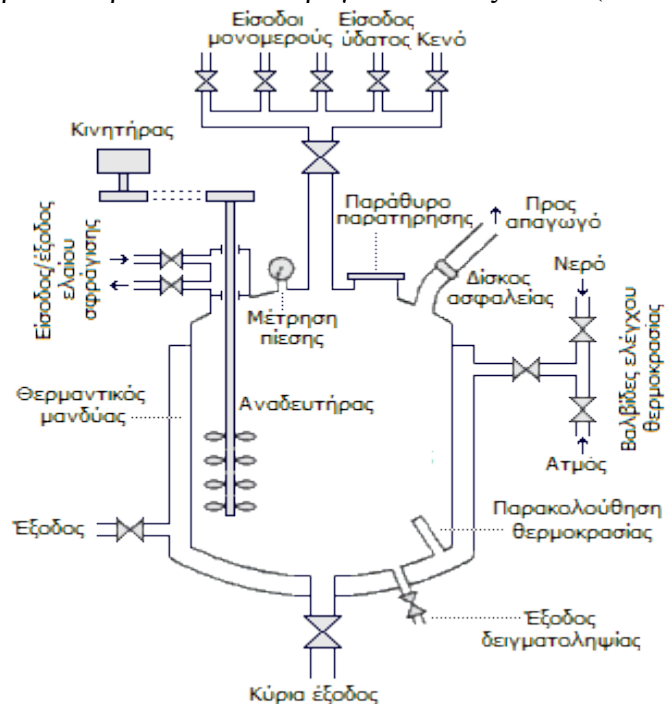 Είσοδοι
μονομερούς
Είσοδος
ύδατος
Κενό
Κινητήρας
Παράθυρο
παρατήρησης
Προς
απαγωγό
Είσοδος/έξοδος
ελαίου
σφράγισης
Μέτρηση
πίεσης
Δίσκος
ασφαλείας
Νερό
Βαλβίδες ελέγχου
θερμοκρασίας
Θερμαντικός
μανδύας
Αναδευτήρας
Ατμός
Έξοδος
Παρακολούθηση
θερμοκρασίας
Έξοδος
δειγματοληψίας
Κύρια έξοδος